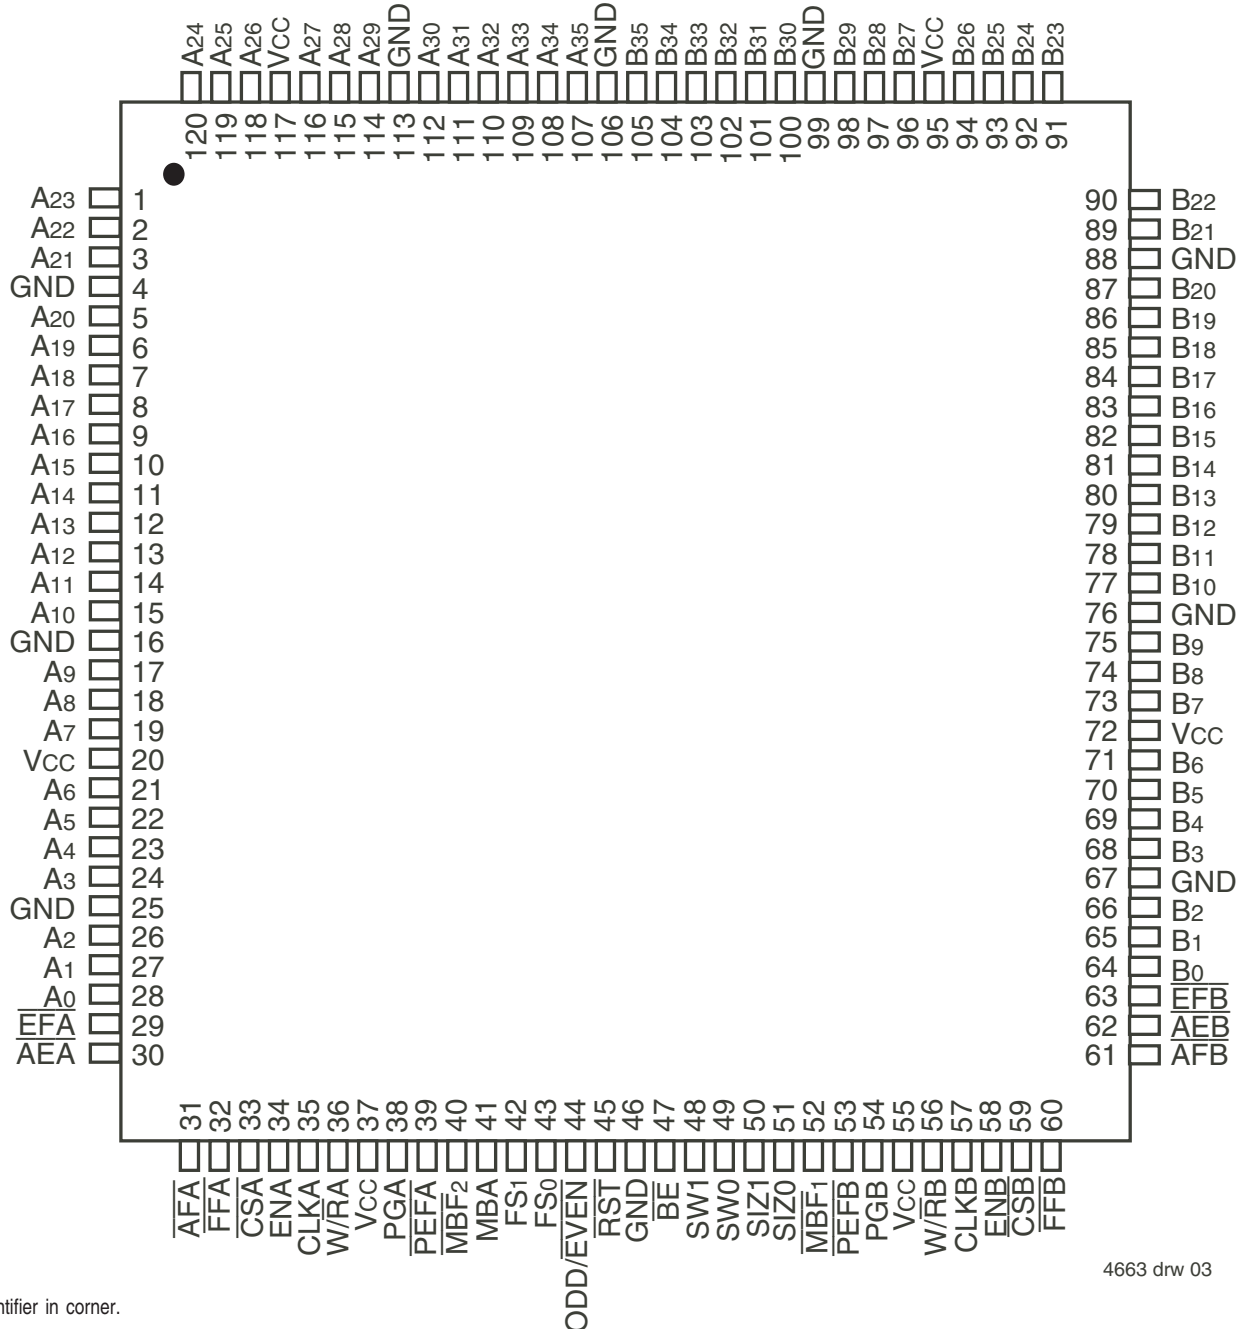 A24 A25 A26 VCC A27 A28 A29 GND A30 A31 A32 A33 A34 A35 GND B35 B34 B33 B32 B31 B30 GND B29 B28 B27 VCC B26 B25 B24 B23
120 119 118 117 116 115 114 113 112 111 110 109 108 107 106 105 104 103 102 101 100 99 98 97 96 95 94 93 92 91
A23 1 90 B22
A22 2 89 B21
A21 3 88 GND
GND 4 87 B20
A20 5 86 B19
A19 6 85 B18
A18 7 84 B17
A17 8 83 B16
A16 9 82 B15
A15 10 81 B14
A14 11 80 B13
A13 12 79 B12
A12 13 78 B11
A11 14 77 B10
A10 15 76 GND
GND 16 75 B9
A9 17 74 B8
A8 18 73 B7
A7 19 72 VCC
VCC 20 71 B6
A6 21 70 B5
A5 22 69 B4
A4 23 68 B3
A3 24 67 GND
GND 25 66 B2
A2 26 65 B1
A1 27 64 B0
A0 28 63 EFB
EFA 29 62 AEB
AEA 30 61 AFB
31 32 33 34 35 36 37 38 39 40 41 42 43 44 45 46 47 48 49 50 51 52 53 54 55 56 57 58 59 60
AFA FFA CSA ENA CLKA W/RA VCC PGA PEFA MBF2 MBA FS1 FS0 ODD/EVEN RST GND BE SW1 SW0 SIZ1 SIZ0 MBF1 PEFB PGB VCC W/RB CLKB ENB CSB FFB
4663 drw 03
in corner.